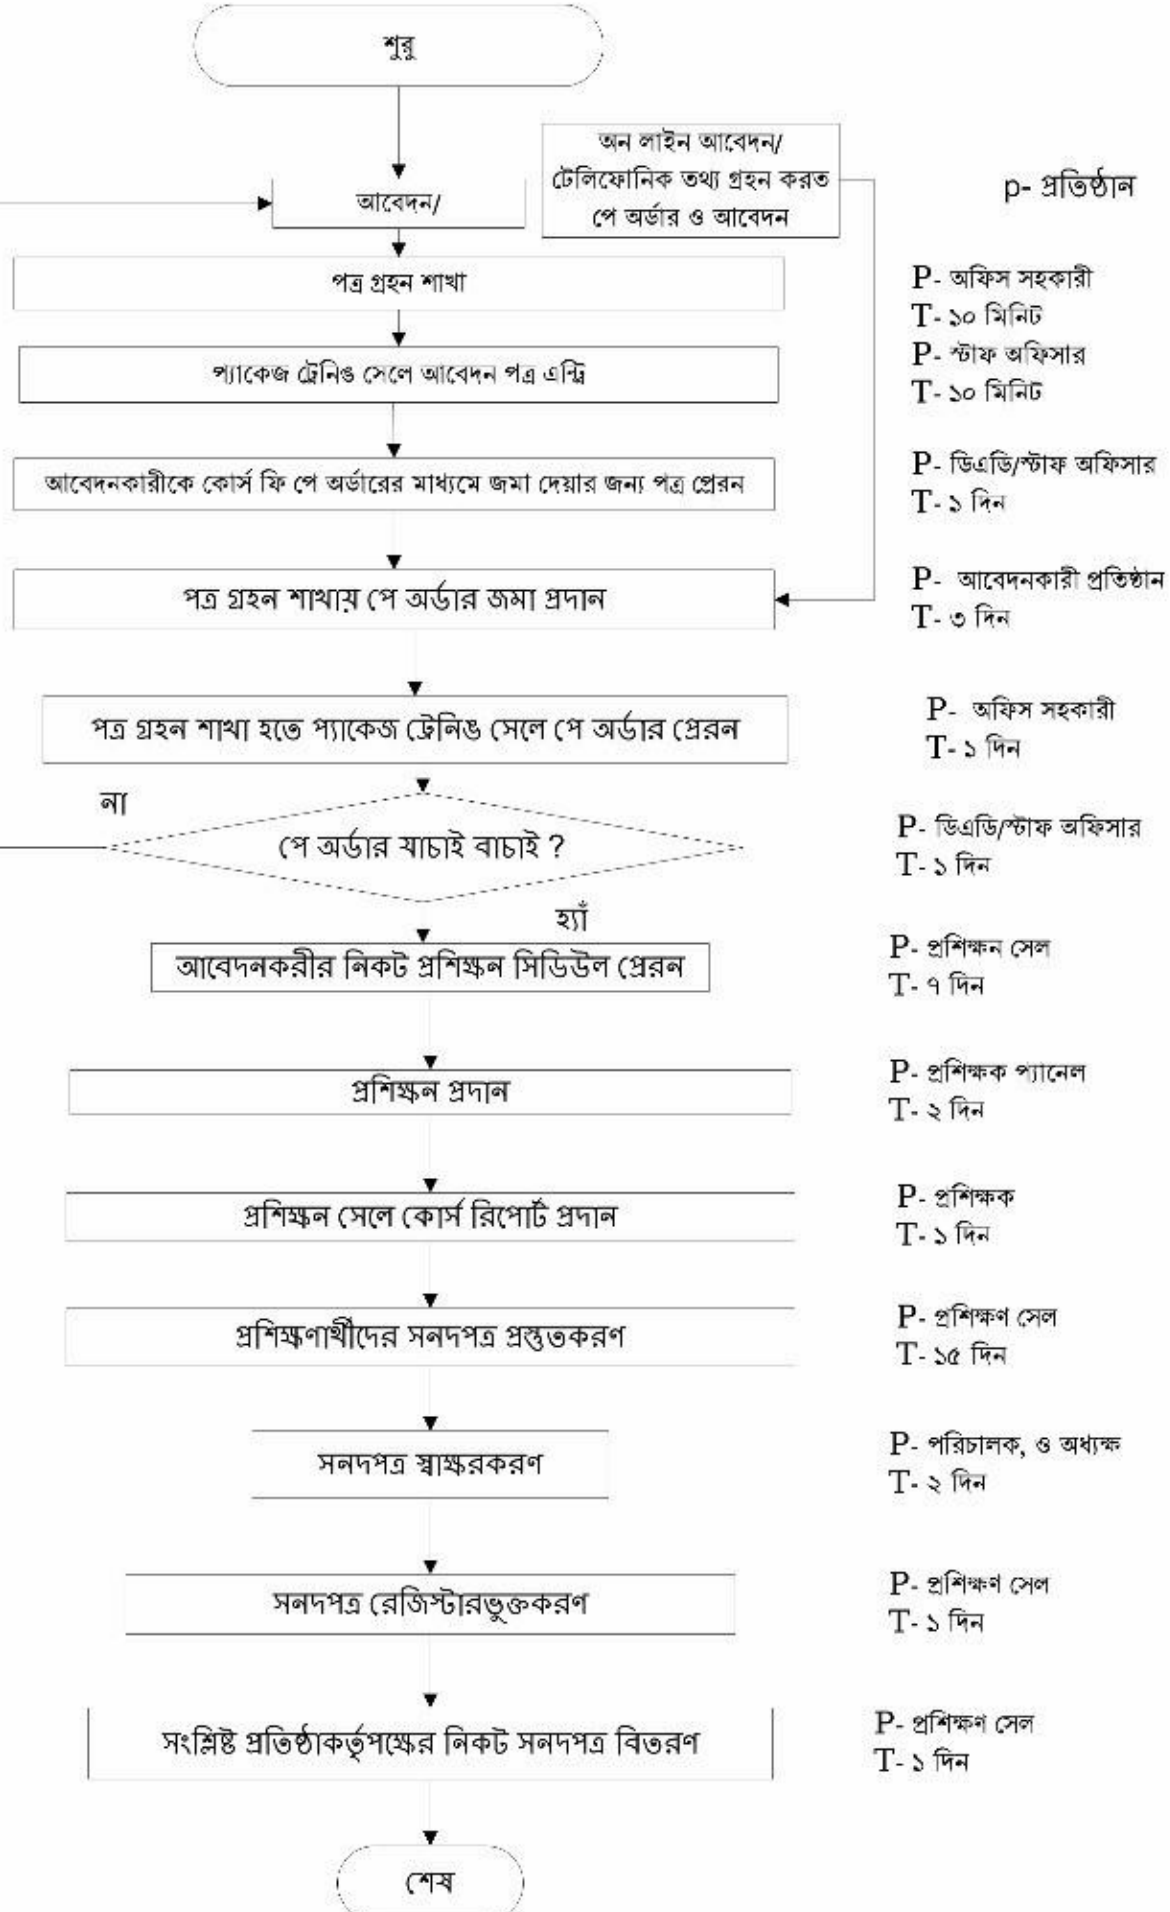 শুরু
অন লাইন আবেদন/
টেলিফোনিক তথ্য গ্রহন করত
পে অর্ডার ও আবেদন
আবেদন/
p- প্রতিষ্ঠান
পত্র গ্রহন শাখা
P- অফিস সহকারী
T- ১০ মিনিট
প্যাকেজ ট্রেনিঙ সেলে আবেদন পত্র এন্ট্রি
P- স্টাফ অফিসার
T- ১০ মিনিট
আবেদনকারীকে কোর্স ফি পে অর্ডারের মাধ্যমে জমা দেয়ার জন্য পত্র প্রেরন
P- ডিএডি/স্টাফ অফিসার
T- ১ দিন
পত্র গ্রহন শাখায় পে অর্ডার জমা প্রদান
P- আবেদনকারী প্রতিষ্ঠান
T- ৩ দিন
পত্র গ্রহন শাখা হতে প্যাকেজ ট্রেনিঙ সেলে পে অর্ডার প্রেরন
P- অফিস সহকারী
T- ১ দিন
না
পে অর্ডার যাচাই বাচাই ?
P- ডিএডি/স্টাফ অফিসার
T- ১ দিন
হ্যাঁ
আবেদনকরীর নিকট প্রশিক্ষন সিডিউল প্রেরন
P- প্রশিক্ষন সেল
T- ৭ দিন
প্রশিক্ষন প্রদান
P- প্রশিক্ষক প্যানেল
T- ২ দিন
প্রশিক্ষন সেলে কোর্স রিপোর্ট প্রদান
P- প্রশিক্ষক
T- ১ দিন
প্রশিক্ষণার্থীদের সনদপত্র প্রস্তুতকরণ
P- প্রশিক্ষণ সেল
T- ১৫ দিন
সনদপত্র স্বাক্ষরকরণ
P- পরিচালক, ও অধ্যক্ষ
T- ২ দিন
সনদপত্র রেজিস্টারভুক্তকরণ
P- প্রশিক্ষণ সেল
T- ১ দিন
সংশ্লিষ্ট প্রতিষ্ঠাকর্তৃপক্ষের নিকট সনদপত্র বিতরণ
P- প্রশিক্ষণ সেল
T- ১ দিন
শেষ